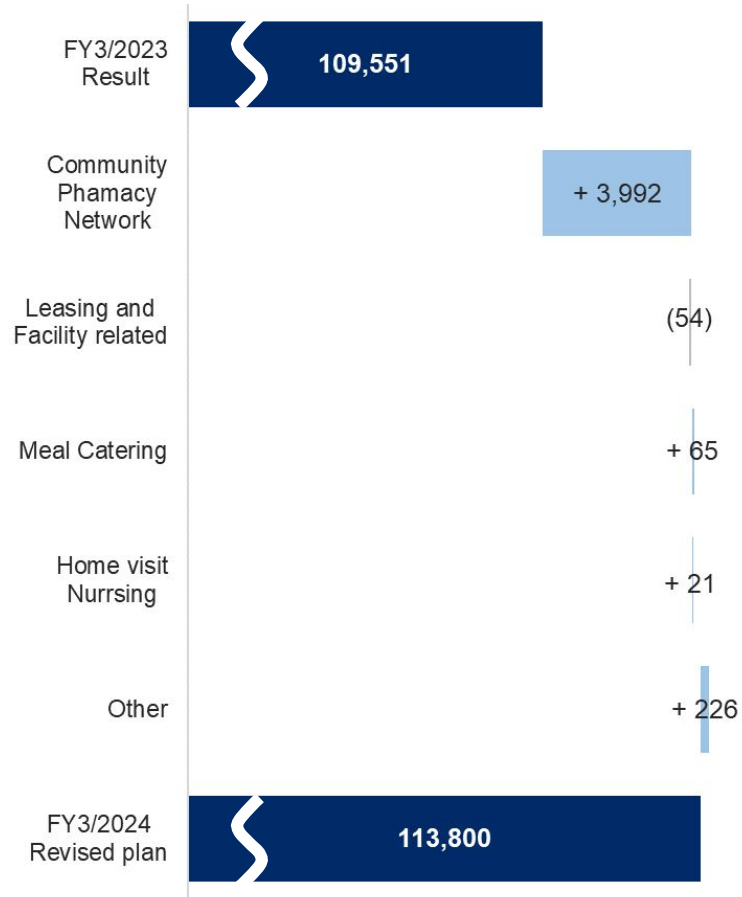 FY3/2023
Result
109,551
Community
Phamacy
Network
+ 3,992
Leasing and
Facility related
(54)
Meal Catering
+ 65
Home visit
Nurrsing
+ 21
Other
+ 226
FY3/2024
Revised plan
113,800